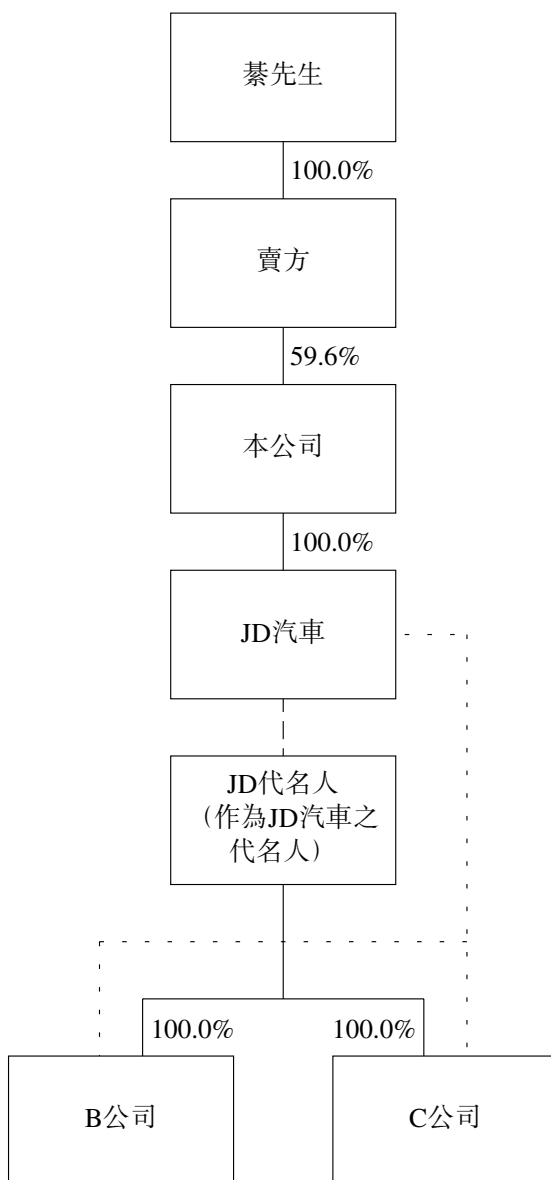 綦先生
100.0%
賣方
59.6%
本公司
100.0%
JD汽車
JD代名人
（作為JD汽車之
代名人）
100.0%
100.0%
B公司
C公司